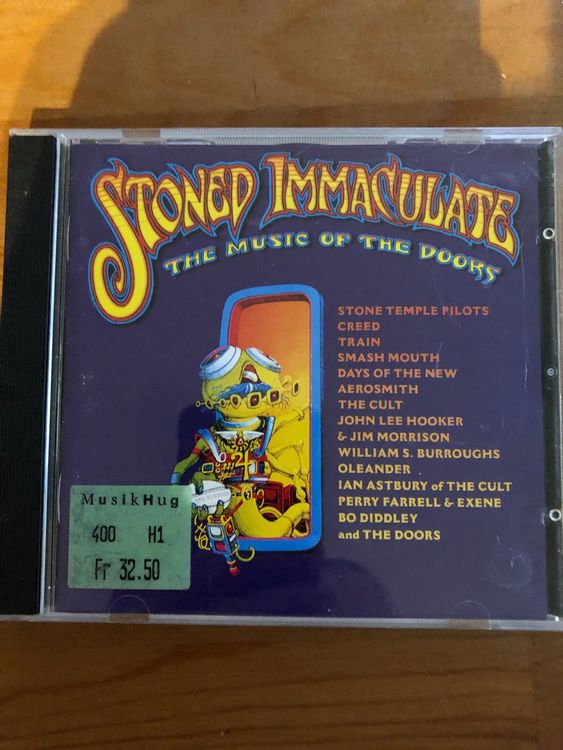 STONED IMMACULATE
THE MUSIC OF THE DOORS
STONE TEMPLE PILOTS
CREED
TRAIN
SMASH MOUTH
DAYS OF THE NEW
AEROSMITH
THE CULT
JOHN LEE HOOKER
& JIM MORRISON
WILLIAM S. BURROUGHS
OLEANDER
IAN ASTBURY of THE CULT
PERRY FARRELL & EXENE
BO DIDDLEY
and THE DOORS
MusikHug
400 H1
Fr 32.50